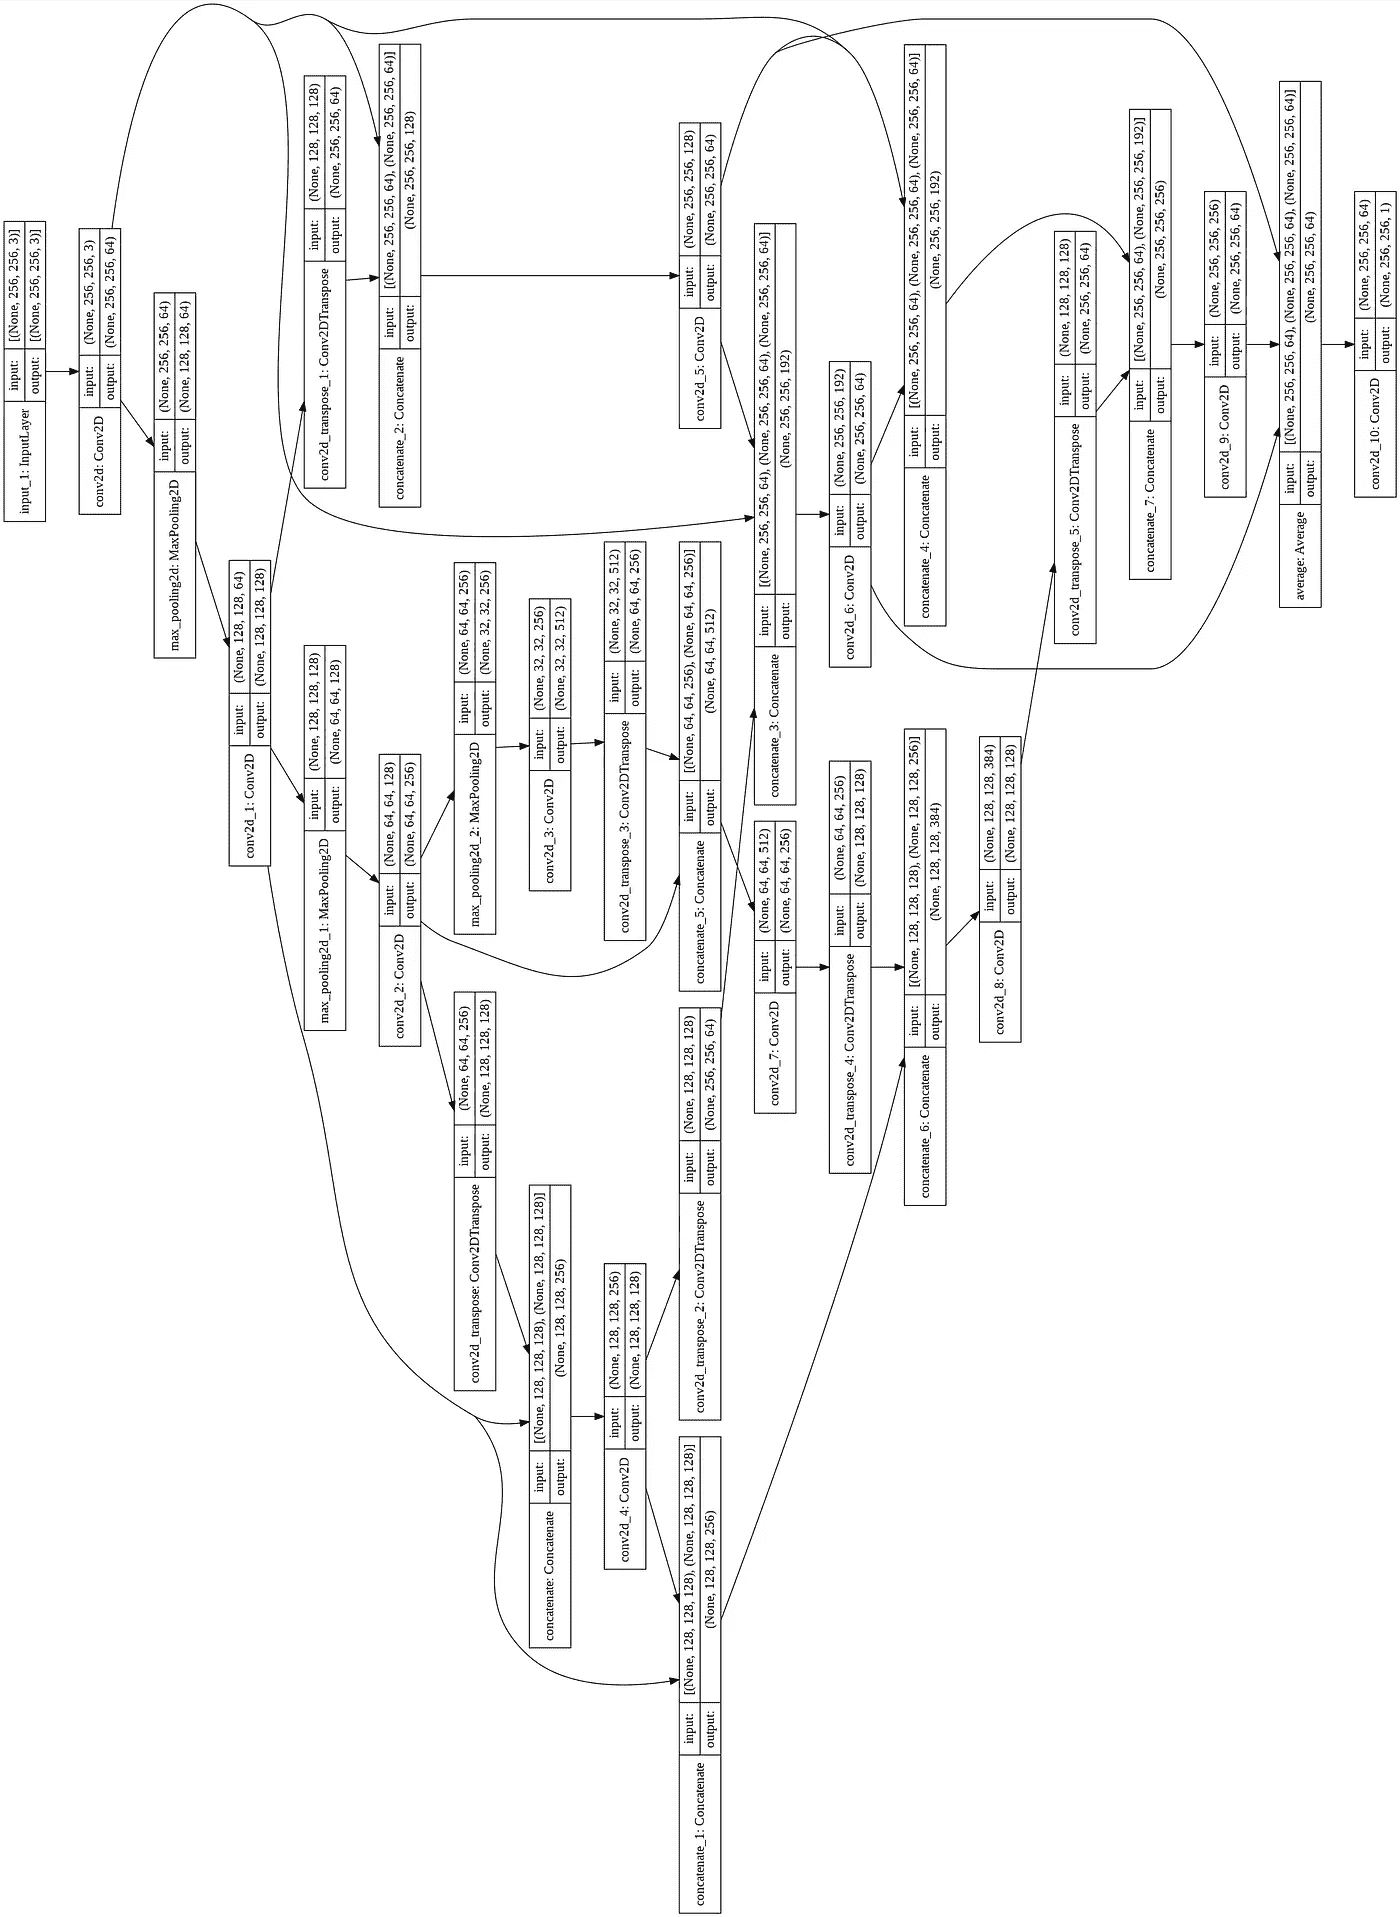 input_1: InputLayer
input: [(None, 256, 256, 3)]
output: [(None, 256, 256, 3)]
conv2d: Conv2D
input: (None, 256, 256, 3)
output: (None, 256, 256, 64)
max_pooling2d: MaxPooling2D
input: (None, 256, 256, 64)
output: (None, 128, 128, 64)
conv2d_1: Conv2D
input: (None, 128, 128, 64)
output: (None, 128, 128, 128)
conv2d_transpose_1: Conv2DTranspose
input: (None, 128, 128, 128)
output: (None, 256, 256, 64)
max_pooling2d_1: MaxPooling2D
input: (None, 128, 128, 128)
output: (None, 64, 64, 128)
concatenate_2: Concatenate
input: [(None, 256, 256, 64), (None, 256, 256, 64)]
output: (None, 256, 256, 128)
conv2d_2: Conv2D
input: (None, 64, 64, 128)
output: (None, 64, 64, 256)
max_pooling2d_2: MaxPooling2D
input: (None, 64, 64, 256)
output: (None, 32, 32, 256)
conv2d_transpose: Conv2DTranspose
input: (None, 64, 64, 256)
output: (None, 128, 128, 128)
conv2d_3: Conv2D
input: (None, 32, 32, 256)
output: (None, 32, 32, 512)
concatenate: Concatenate
input: [(None, 128, 128, 128), (None, 128, 128, 128)]
output: (None, 128, 128, 256)
conv2d_transpose_3: Conv2DTranspose
input: (None, 32, 32, 512)
output: (None, 64, 64, 256)
conv2d_4: Conv2D
input: (None, 128, 128, 256)
output: (None, 128, 128, 128)
conv2d_5: Conv2D
input: (None, 256, 256, 128)
output: (None, 256, 256, 64)
concatenate_5: Concatenate
input: [(None, 64, 64, 256), (None, 64, 64, 256)]
output: (None, 64, 64, 512)
conv2d_transpose_2: Conv2DTranspose
input: (None, 128, 128, 128)
output: (None, 256, 256, 64)
concatenate_1: Concatenate
input: [(None, 128, 128, 128), (None, 128, 128, 128)]
output: (None, 128, 128, 256)
concatenate_3: Concatenate
input: [(None, 256, 256, 64), (None, 256, 256, 64), (None, 256, 256, 64)]
output: (None, 256, 256, 192)
conv2d_7: Conv2D
input: (None, 64, 64, 512)
output: (None, 64, 64, 256)
conv2d_6: Conv2D
input: (None, 256, 256, 192)
output: (None, 256, 256, 64)
conv2d_transpose_4: Conv2DTranspose
input: (None, 64, 64, 256)
output: (None, 128, 128, 128)
concatenate_4: Concatenate
input: [(None, 256, 256, 64), (None, 256, 256, 64), (None, 256, 256, 64)]
output: (None, 256, 256, 192)
concatenate_6: Concatenate
input: [(None, 128, 128, 128), (None, 128, 128, 256)]
output: (None, 128, 128, 384)
conv2d_8: Conv2D
input: (None, 128, 128, 384)
output: (None, 128, 128, 128)
conv2d_transpose_5: Conv2DTranspose
input: (None, 128, 128, 128)
output: (None, 256, 256, 64)
concatenate_7: Concatenate
input: [(None, 256, 256, 64), (None, 256, 256, 192)]
output: (None, 256, 256, 256)
conv2d_9: Conv2D
input: (None, 256, 256, 256)
output: (None, 256, 256, 64)
average: Average
input: [(None, 256, 256, 64), (None, 256, 256, 64), (None, 256, 256, 64)]
output: (None, 256, 256, 64)
conv2d_10: Conv2D
input: (None, 256, 256, 64)
output: (None, 256, 256, 1)